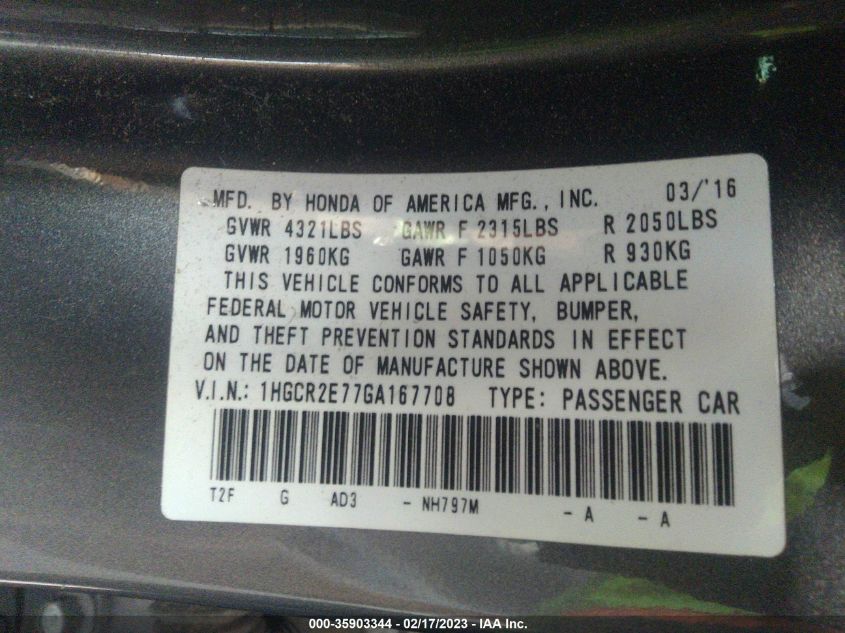 MFD. BY HONDA OF AMERICA MFG., INC. 03/'16
GVWR 4321LBS GAWR F 2315LBS R 2050LBS
GVWR 1960KG GAWR F 1050KG R 930KG
THIS VEHICLE CONFORMS TO ALL APPLICABLE
FEDERAL MOTOR VEHICLE SAFETY, BUMPER,
AND THEFT PREVENTION STANDARDS IN EFFECT
ON THE DATE OF MANUFACTURE SHOWN ABOVE.
V.I.N.: 1HGCR2E77GA167708 TYPE: PASSENGER CAR
T2F G AD3 - NH797M - A - A
000-35903344 - 02/17/2023 - IAA Inc.